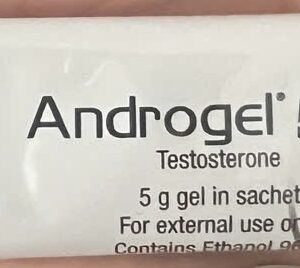 Androgel®
Testosterone
5 g gel in sachet
For external use
Contains Ethanol